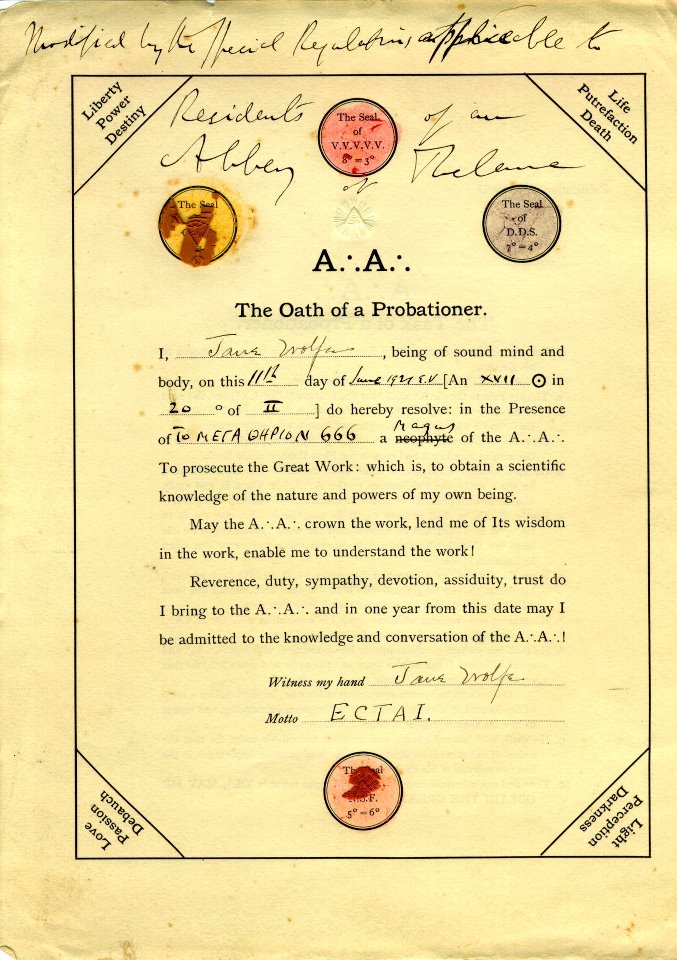 Modified by the Special Regulations applicable to
Residents of an
Abbey of Thelema
Liberty
Power
Destiny
Life
Putrefaction
Death
The Seal
of
V.V.V.V.V.
8°=3°
The Seal
The Seal
of
D.D.S.
7°=4°
A∴A∴
The Oath of a Probationer.
I, Jane Wolfe, being of sound mind and
body, on this 11th day of June 1921 E.V [An XVII ☉ in
20 ° of II ] do hereby resolve: in the Presence
Magus
of ΤΟ ΜΕΓΑ ΘΗΡΙΟΝ 666 a neophyte of the A∴A∴
To prosecute the Great Work: which is, to obtain a scientific
knowledge of the nature and powers of my own being.
May the A∴A∴ crown the work, lend me of Its wisdom
in the work, enable me to understand the work!
Reverence, duty, sympathy, devotion, assiduity, trust do
I bring to the A∴A∴ and in one year from this date may I
be admitted to the knowledge and conversation of the A∴A∴!
Witness my hand Jane Wolfe
Motto ECTAI.
The Seal
N.S.F.
5°=6°
Love
Passion
Debauch
Light
Perception
Darkness